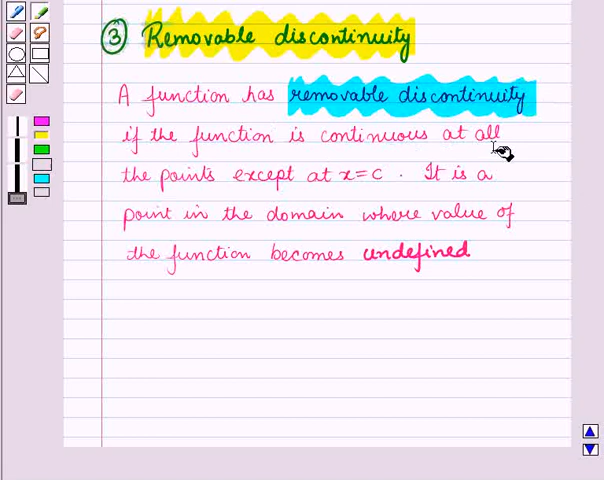 3 Removable discontinuity
A function has removable discontinuity
if the function is continuous at all
the points except at x=c. It is a
point in the domain where value of
the function becomes undefined